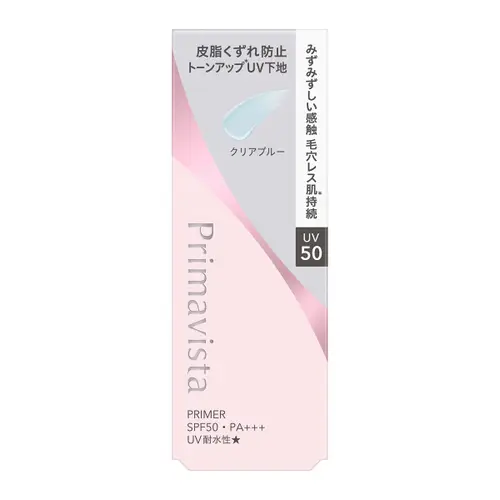 皮脂くずれ防止
トーンアップ*UV下地
クリアブルー
みずみずしい感触 毛穴レス肌※持続
UV
50
Primavista
PRIMER
SPF50・PA+++
UV耐水性★